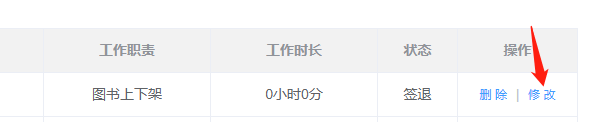 工作职责 工作时长 状态 操作
图书上下架 0小时0分 签退 删除 | 修改